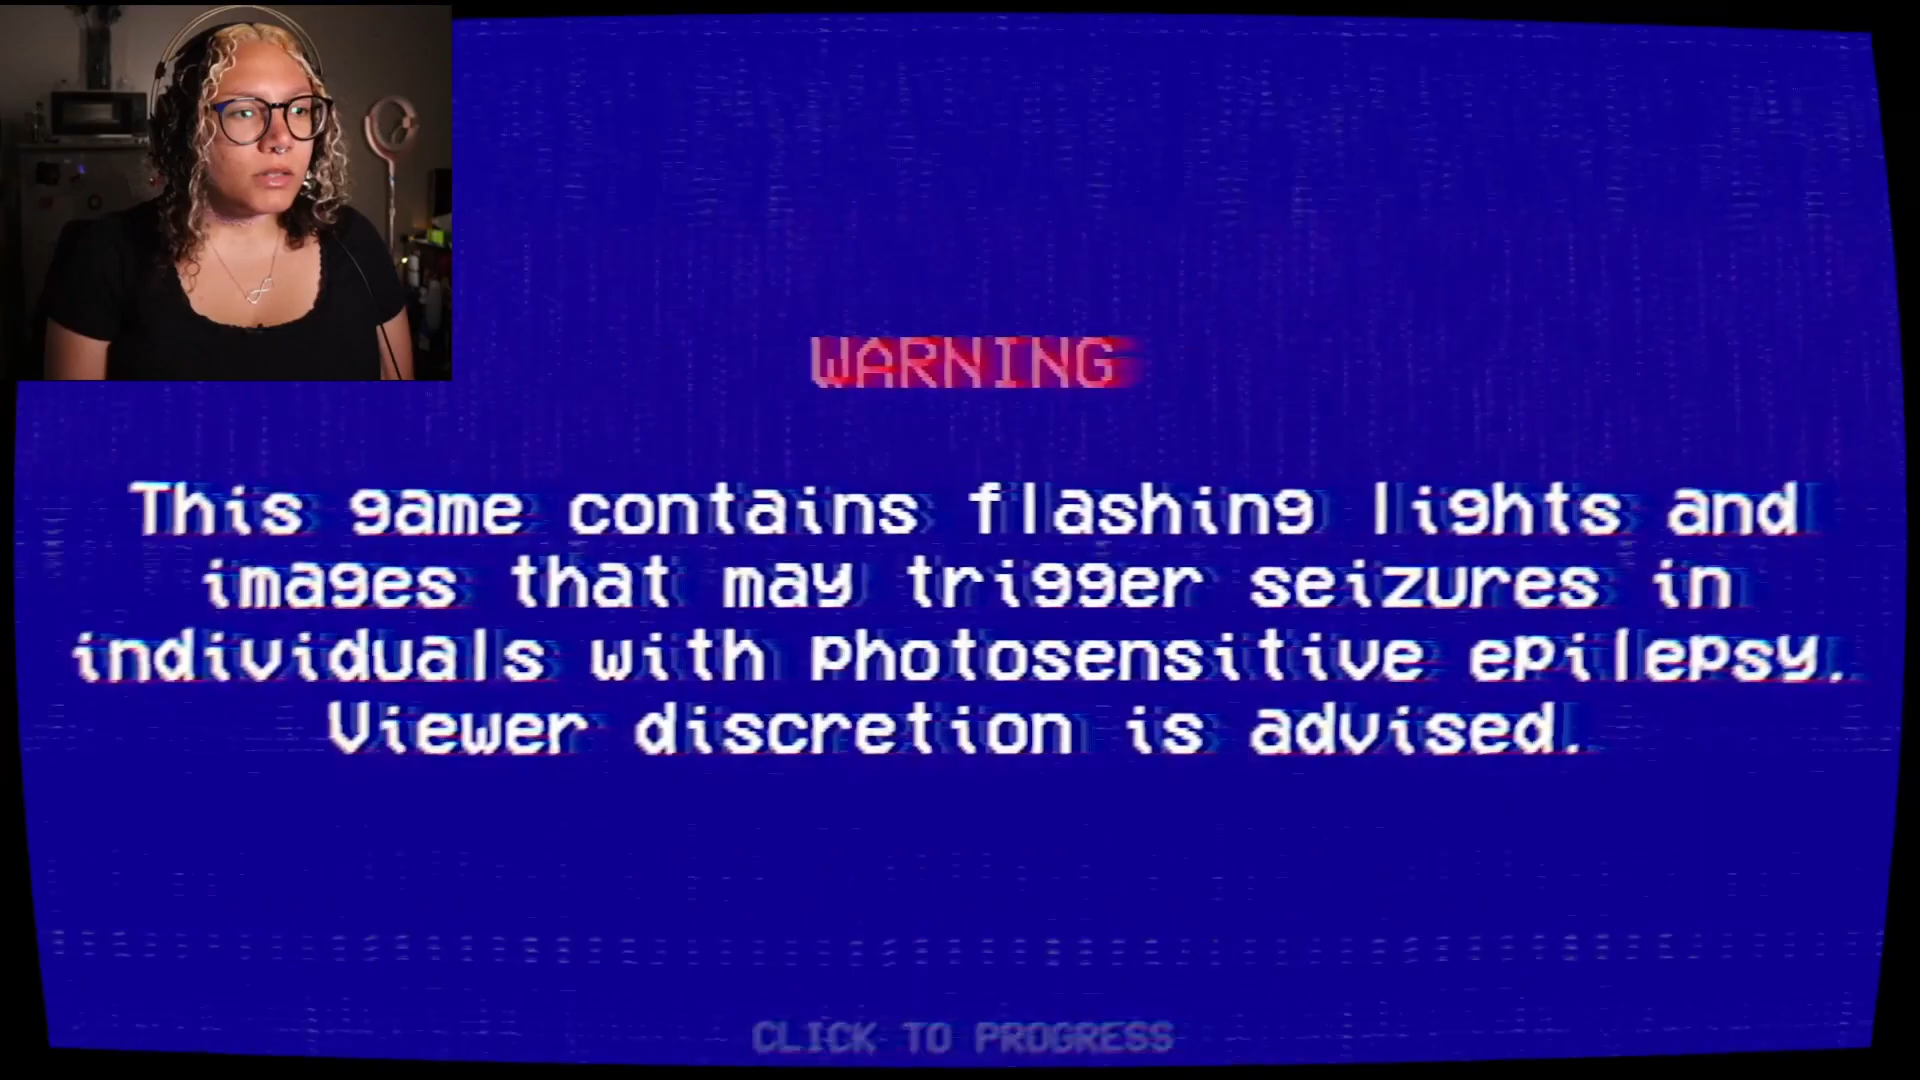 WARNING
This game contains flashing lights and
images that may trigger seizures in
individuals with photosensitive epilepsy.
Viewer discretion is advised.
CLICK TO PROGRESS